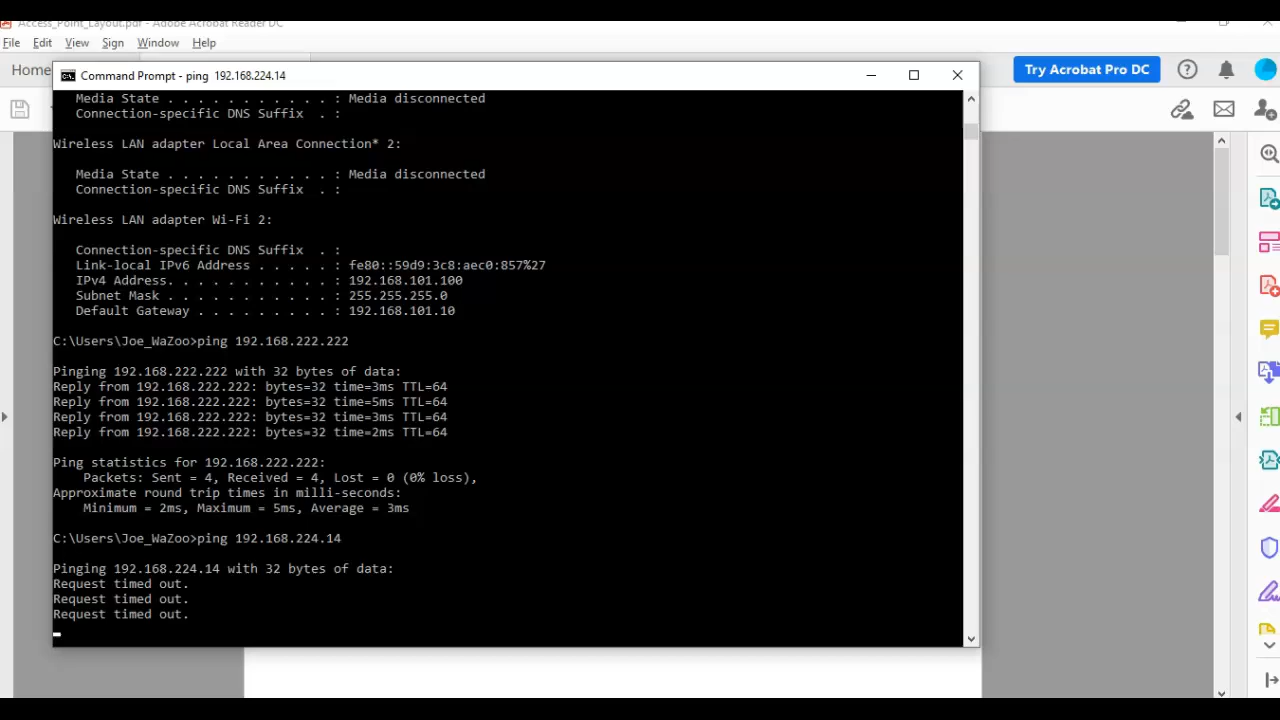 Access_Point_Layout.pdf - Adobe Acrobat Reader DC
File Edit View Sign Window Help
Home
Try Acrobat Pro DC
Command Prompt - ping 192.168.224.14
Media State . . . . . . . . . . . : Media disconnected
Connection-specific DNS Suffix . :
Wireless LAN adapter Local Area Connection* 2:
Media State . . . . . . . . . . . : Media disconnected
Connection-specific DNS Suffix . :
Wireless LAN adapter Wi-Fi 2:
Connection-specific DNS Suffix . :
Link-local IPv6 Address . . . . . : fe80::59d9:3c8:aec0:857%27
IPv4 Address. . . . . . . . . . . : 192.168.101.100
Subnet Mask . . . . . . . . . . . : 255.255.255.0
Default Gateway . . . . . . . . . : 192.168.101.10
C:\Users\Joe_WaZoo>ping 192.168.222.222
Pinging 192.168.222.222 with 32 bytes of data:
Reply from 192.168.222.222: bytes=32 time=3ms TTL=64
Reply from 192.168.222.222: bytes=32 time=5ms TTL=64
Reply from 192.168.222.222: bytes=32 time=3ms TTL=64
Reply from 192.168.222.222: bytes=32 time=2ms TTL=64
Ping statistics for 192.168.222.222:
Packets: Sent = 4, Received = 4, Lost = 0 (0% loss),
Approximate round trip times in milli-seconds:
Minimum = 2ms, Maximum = 5ms, Average = 3ms
C:\Users\Joe_WaZoo>ping 192.168.224.14
Pinging 192.168.224.14 with 32 bytes of data:
Request timed out.
Request timed out.
Request timed out.